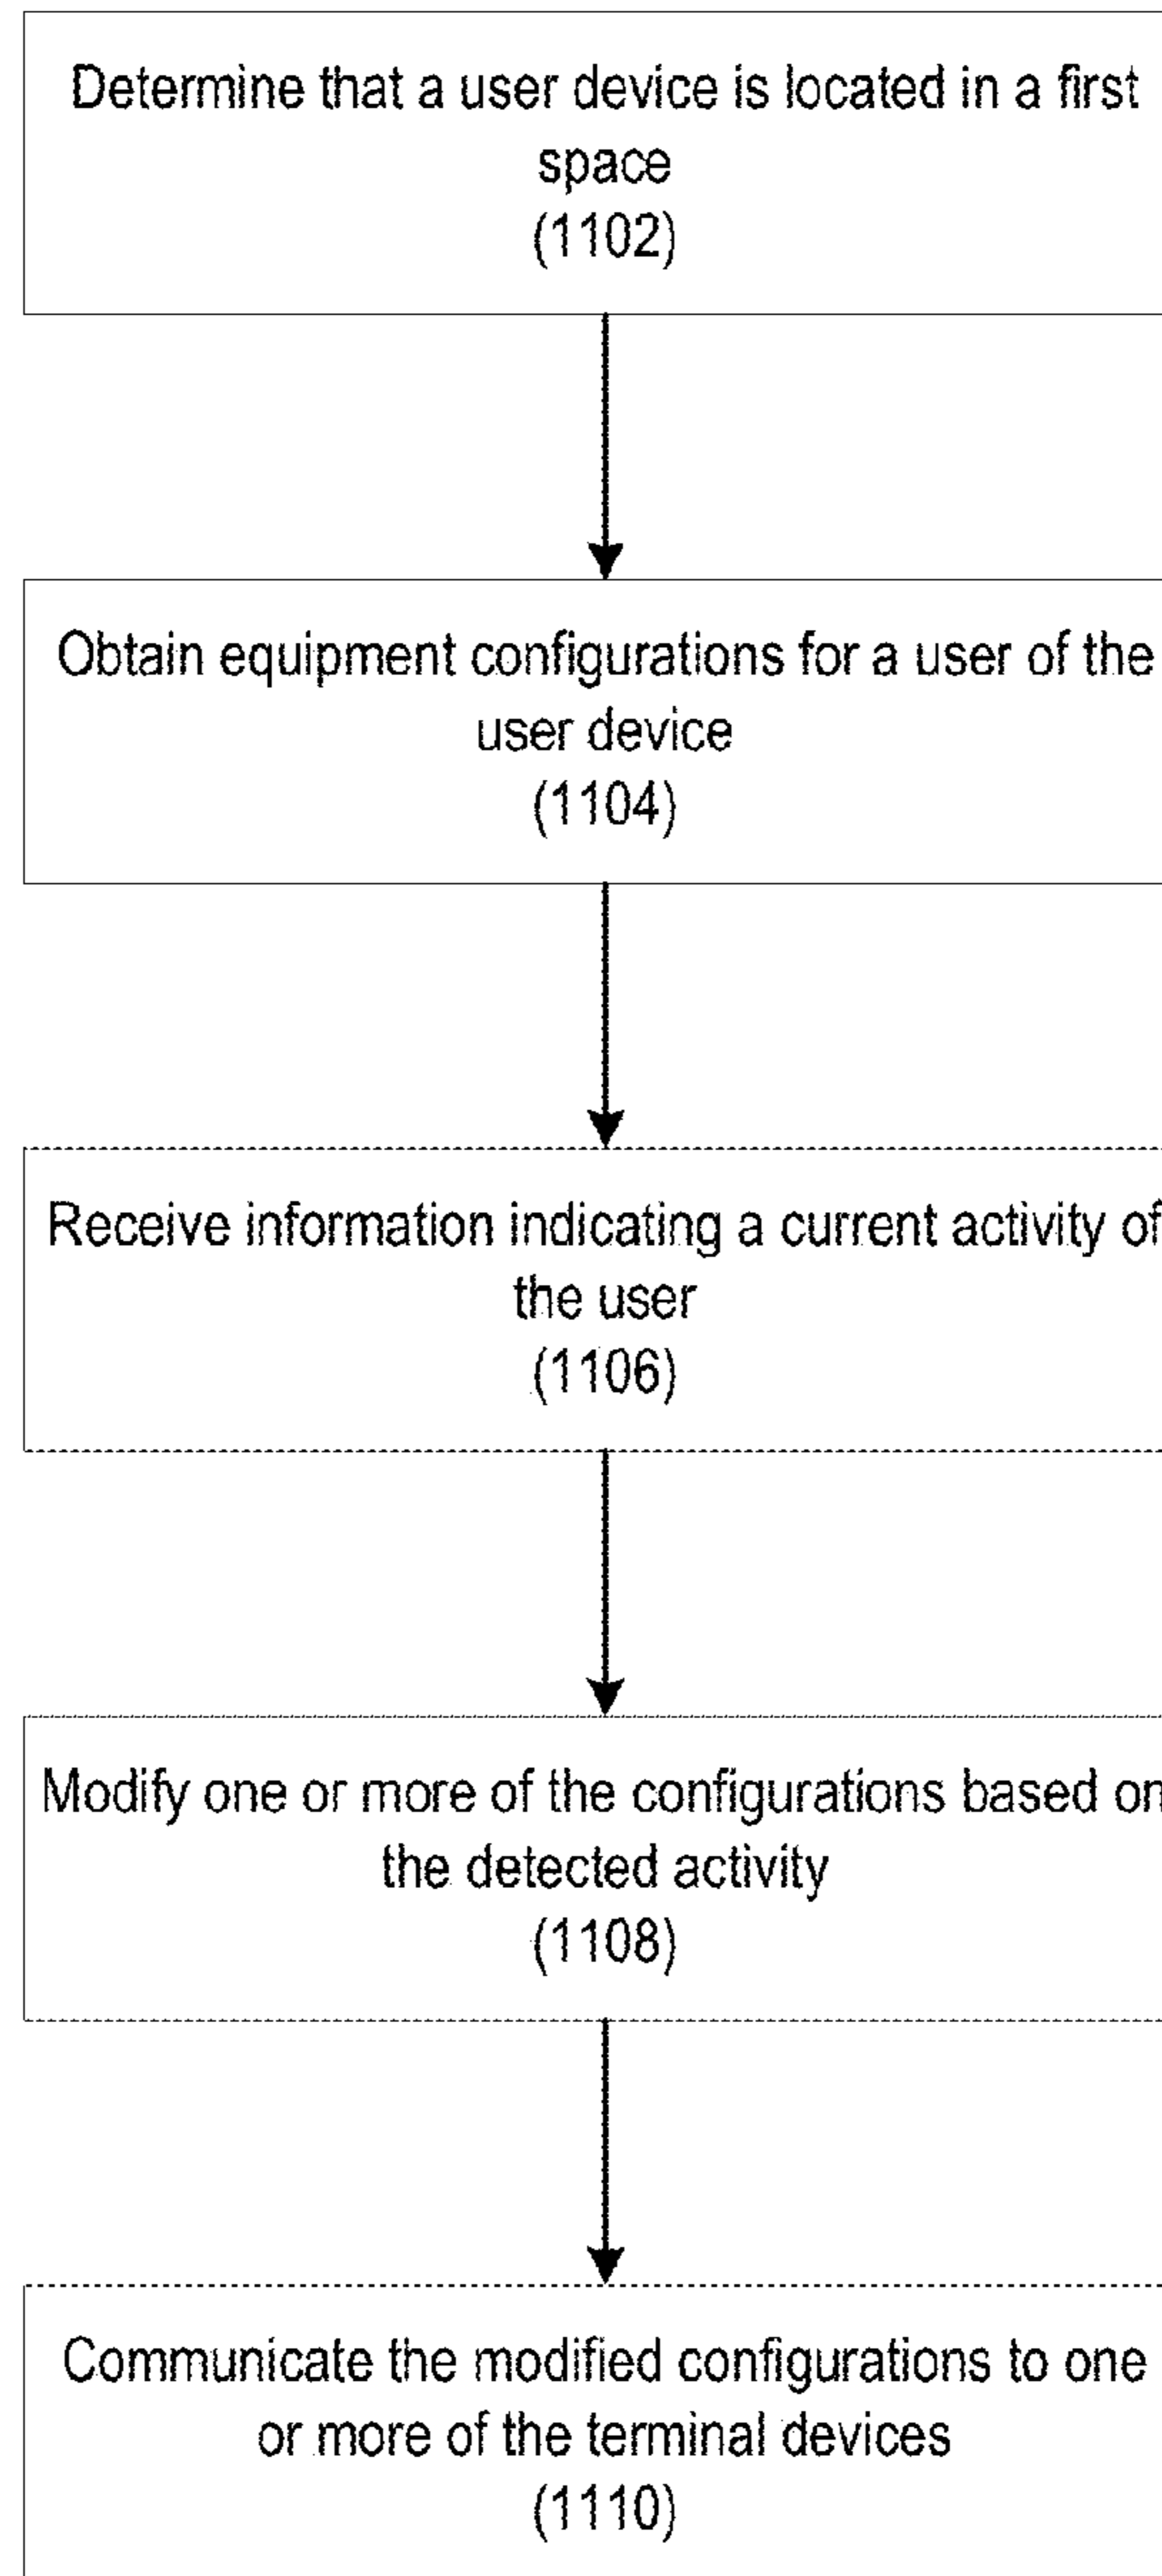 Determine that a user device is located in a first
space
(1102)
Obtain equipment configurations for a user of the
user device
(1104)
Receive information indicating a current activity of
the user
(1106)
Modify one or more of the configurations based on
the detected activity
(1108)
Communicate the modified configurations to one
or more of the terminal devices
(1110)